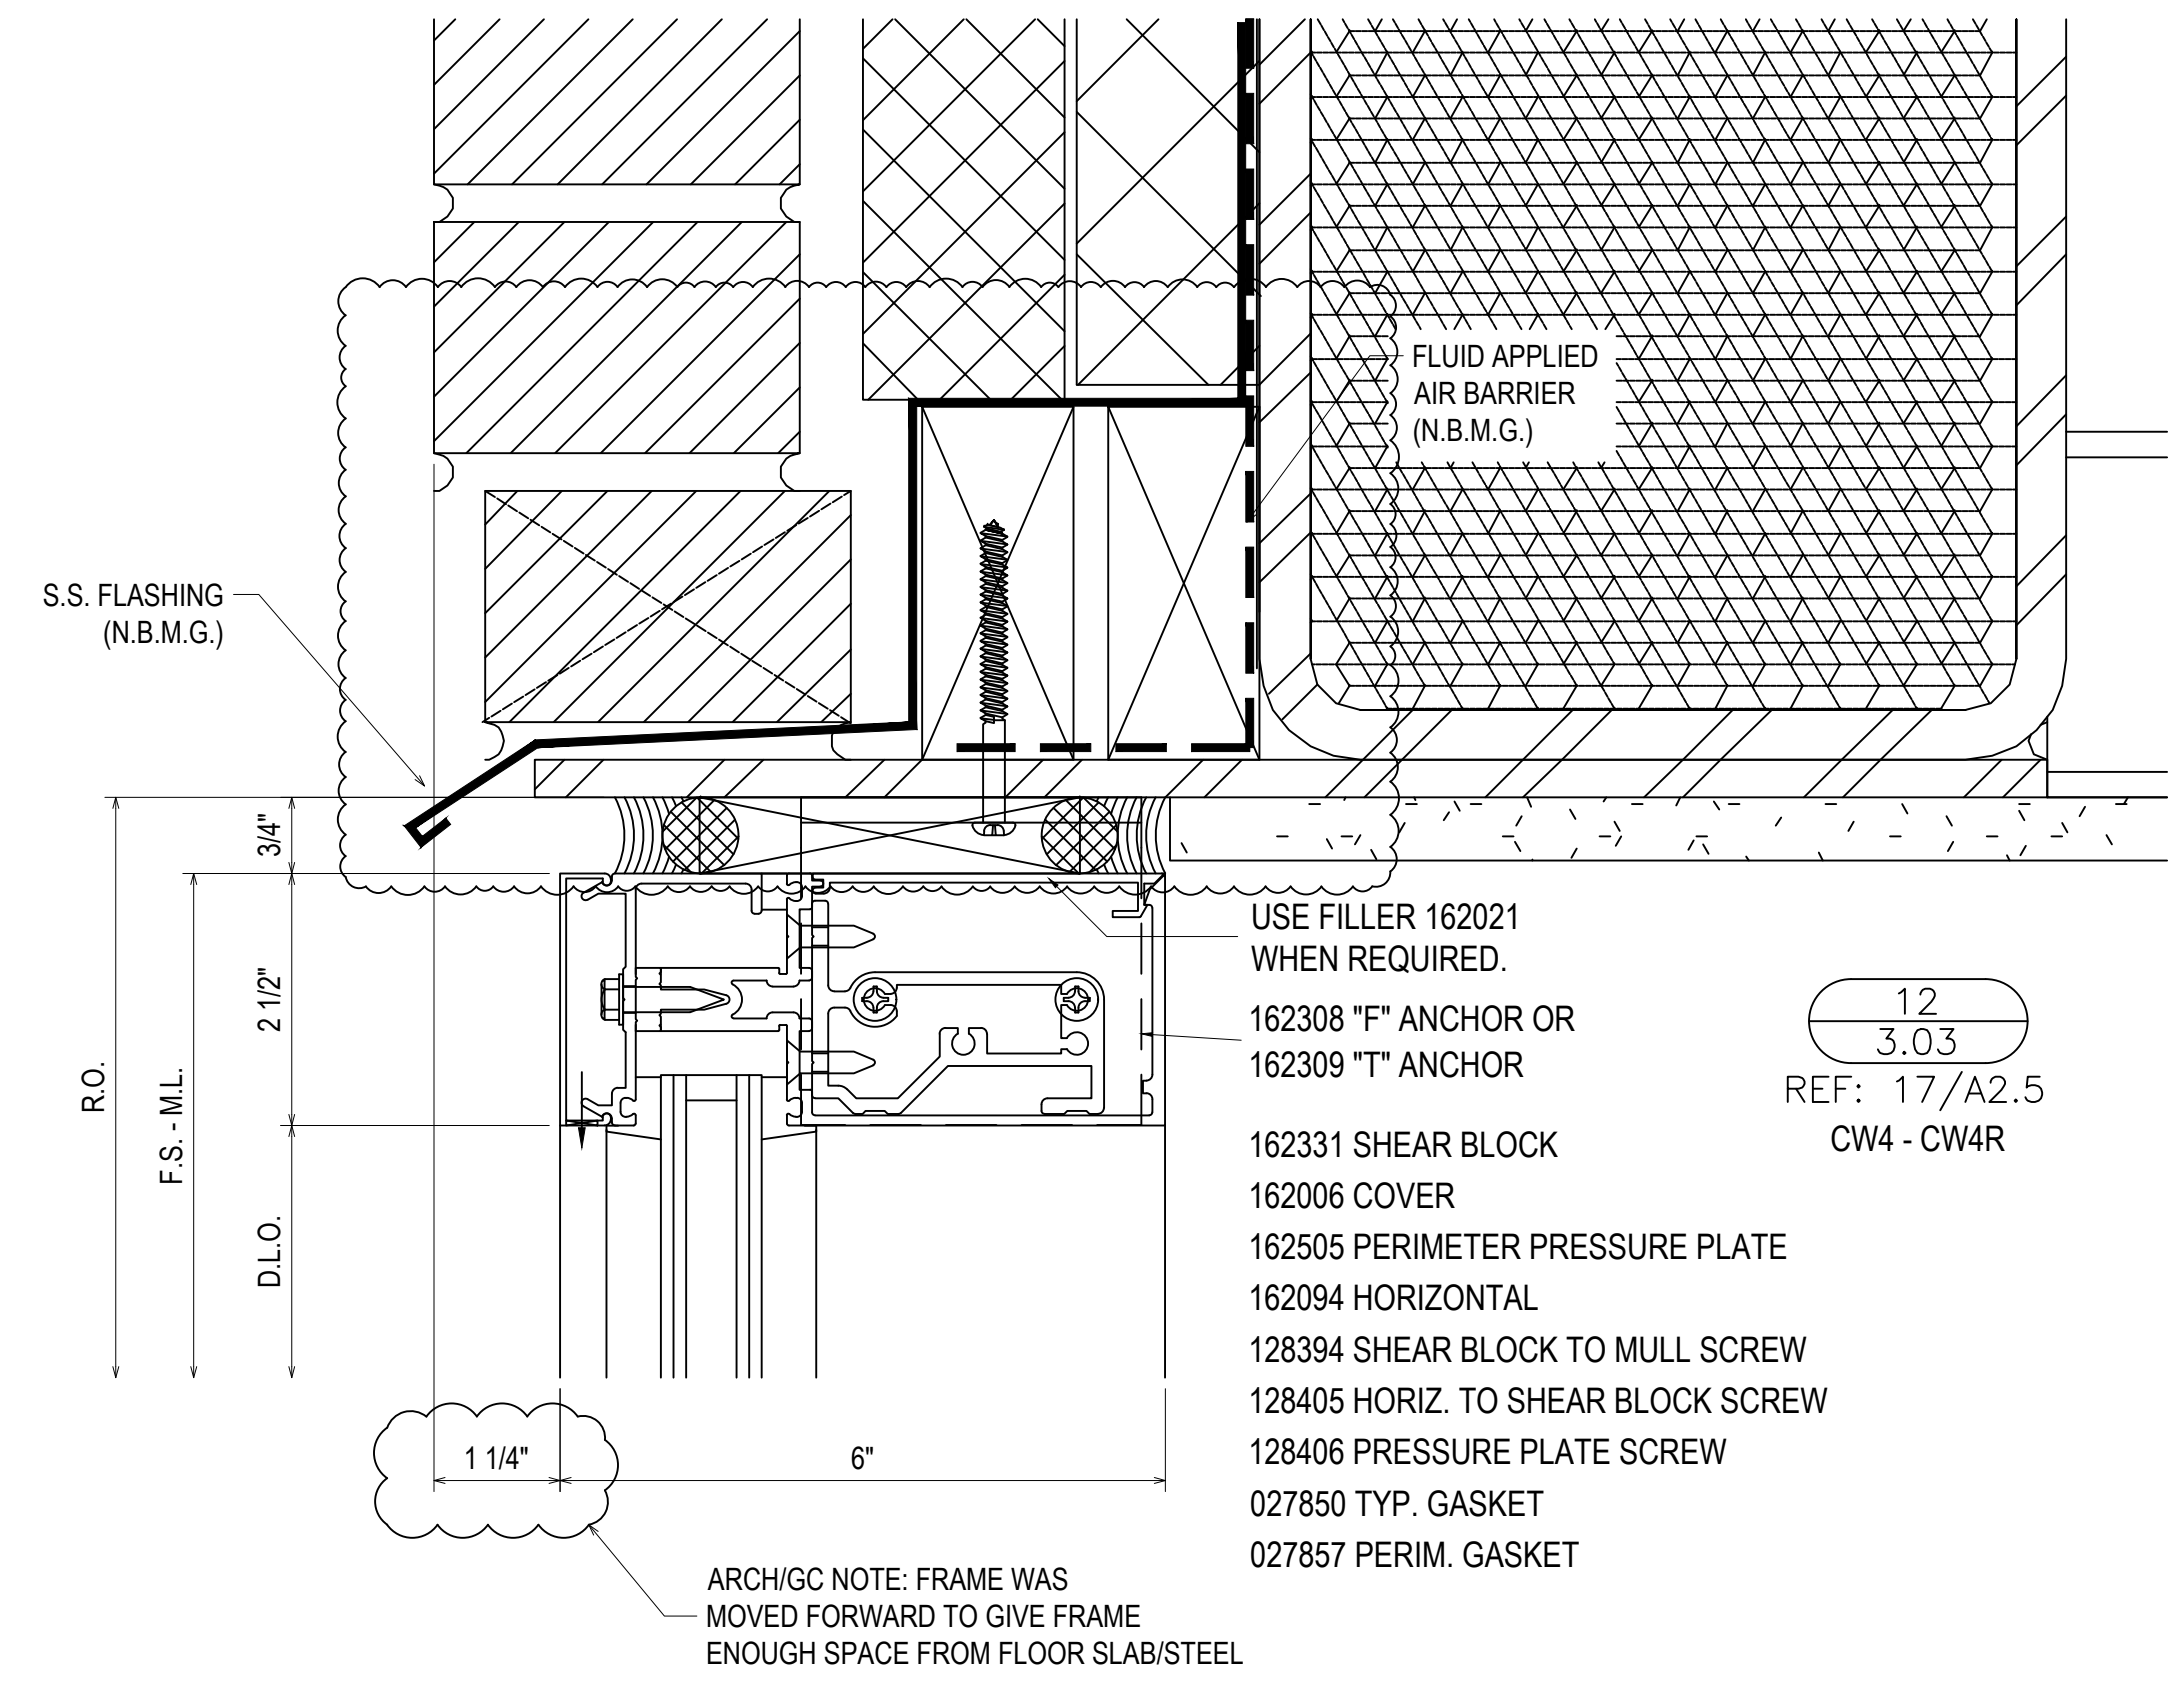 FLUID APPLIED
AIR BARRIER
(N.B.M.G.)
S.S. FLASHING
(N.B.M.G.)
3/4"
2 1/2"
R.O.
F.S. - M.L.
D.L.O.
USE FILLER 162021
WHEN REQUIRED.
162308 "F" ANCHOR OR
162309 "T" ANCHOR
12
3.03
REF: 17/A2.5
CW4 - CW4R
162331 SHEAR BLOCK
162006 COVER
162505 PERIMETER PRESSURE PLATE
162094 HORIZONTAL
128394 SHEAR BLOCK TO MULL SCREW
128405 HORIZ. TO SHEAR BLOCK SCREW
128406 PRESSURE PLATE SCREW
027850 TYP. GASKET
027857 PERIM. GASKET
1 1/4"
6"
ARCH/GC NOTE: FRAME WAS
MOVED FORWARD TO GIVE FRAME
ENOUGH SPACE FROM FLOOR SLAB/STEEL